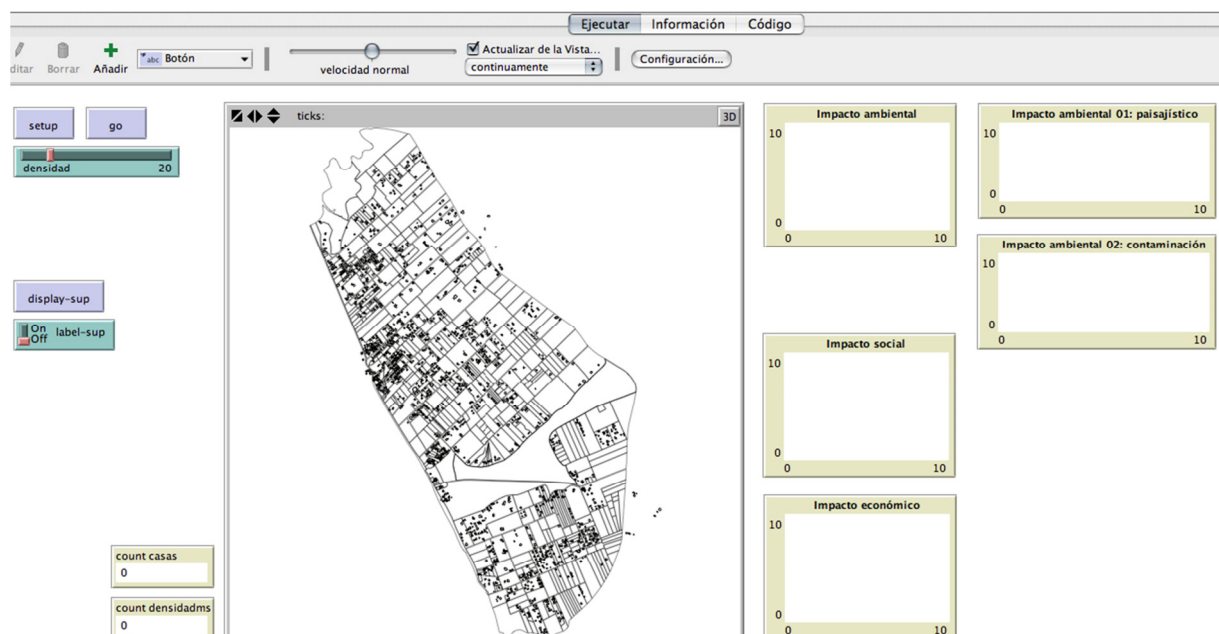 Ejecutar Información Código
ditar Borrar Añadir
abc Botón
velocidad normal
Actualizar de la Vista...
continuamente
Configuración...
setup go
densidad 20
display-sup
On
Off
label-sup
count casas
0
count densidadms
0
ticks:
3D
Impacto ambiental
10
0
0 10
Impacto ambiental 01: paisajístico
10
0
0 10
Impacto ambiental 02: contaminación
10
0
0 10
Impacto social
10
0
0 10
Impacto económico
10
0
0 10